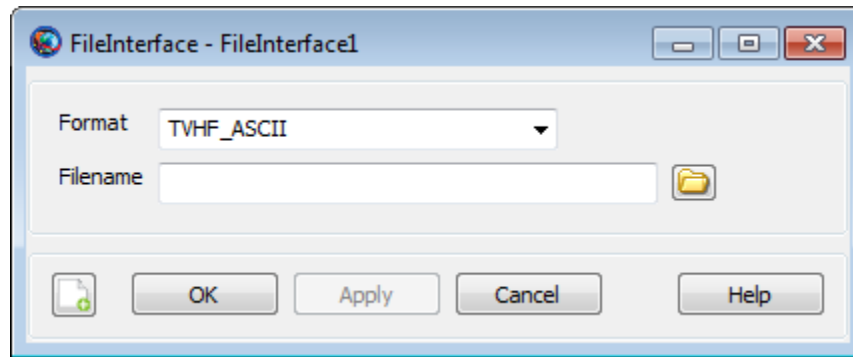 FileInterface - FileInterface1
Format TVHF_ASCII
Filename
OK Apply Cancel Help